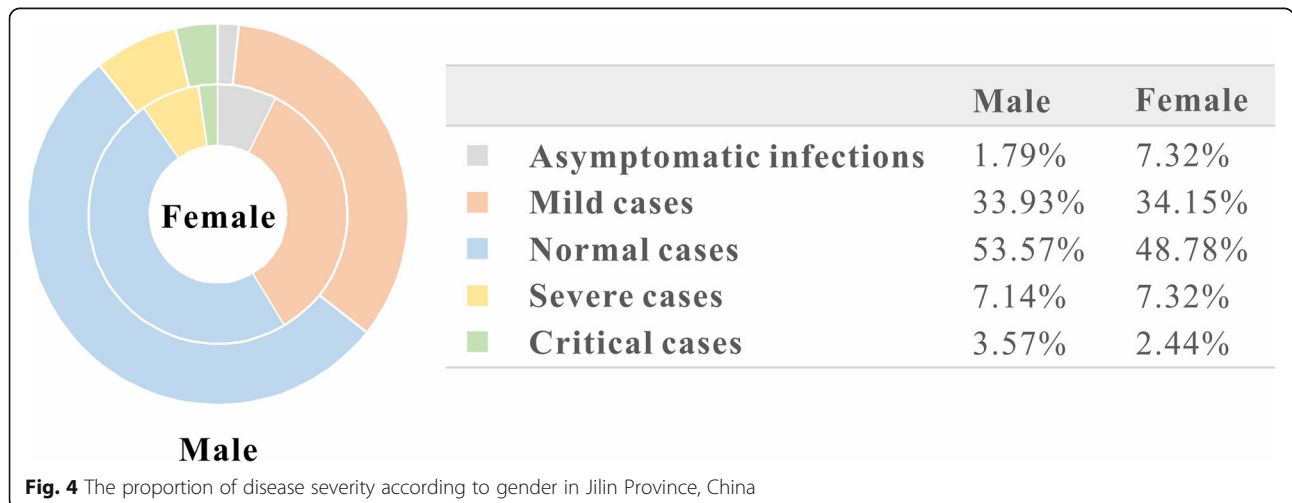 Female
Male
Male Female
Asymptomatic infections 1.79% 7.32%
Mild cases 33.93% 34.15%
Normal cases 53.57% 48.78%
Severe cases 7.14% 7.32%
Critical cases 3.57% 2.44%
Fig. 4 The proportion of disease severity according to gender in Jilin Province, China